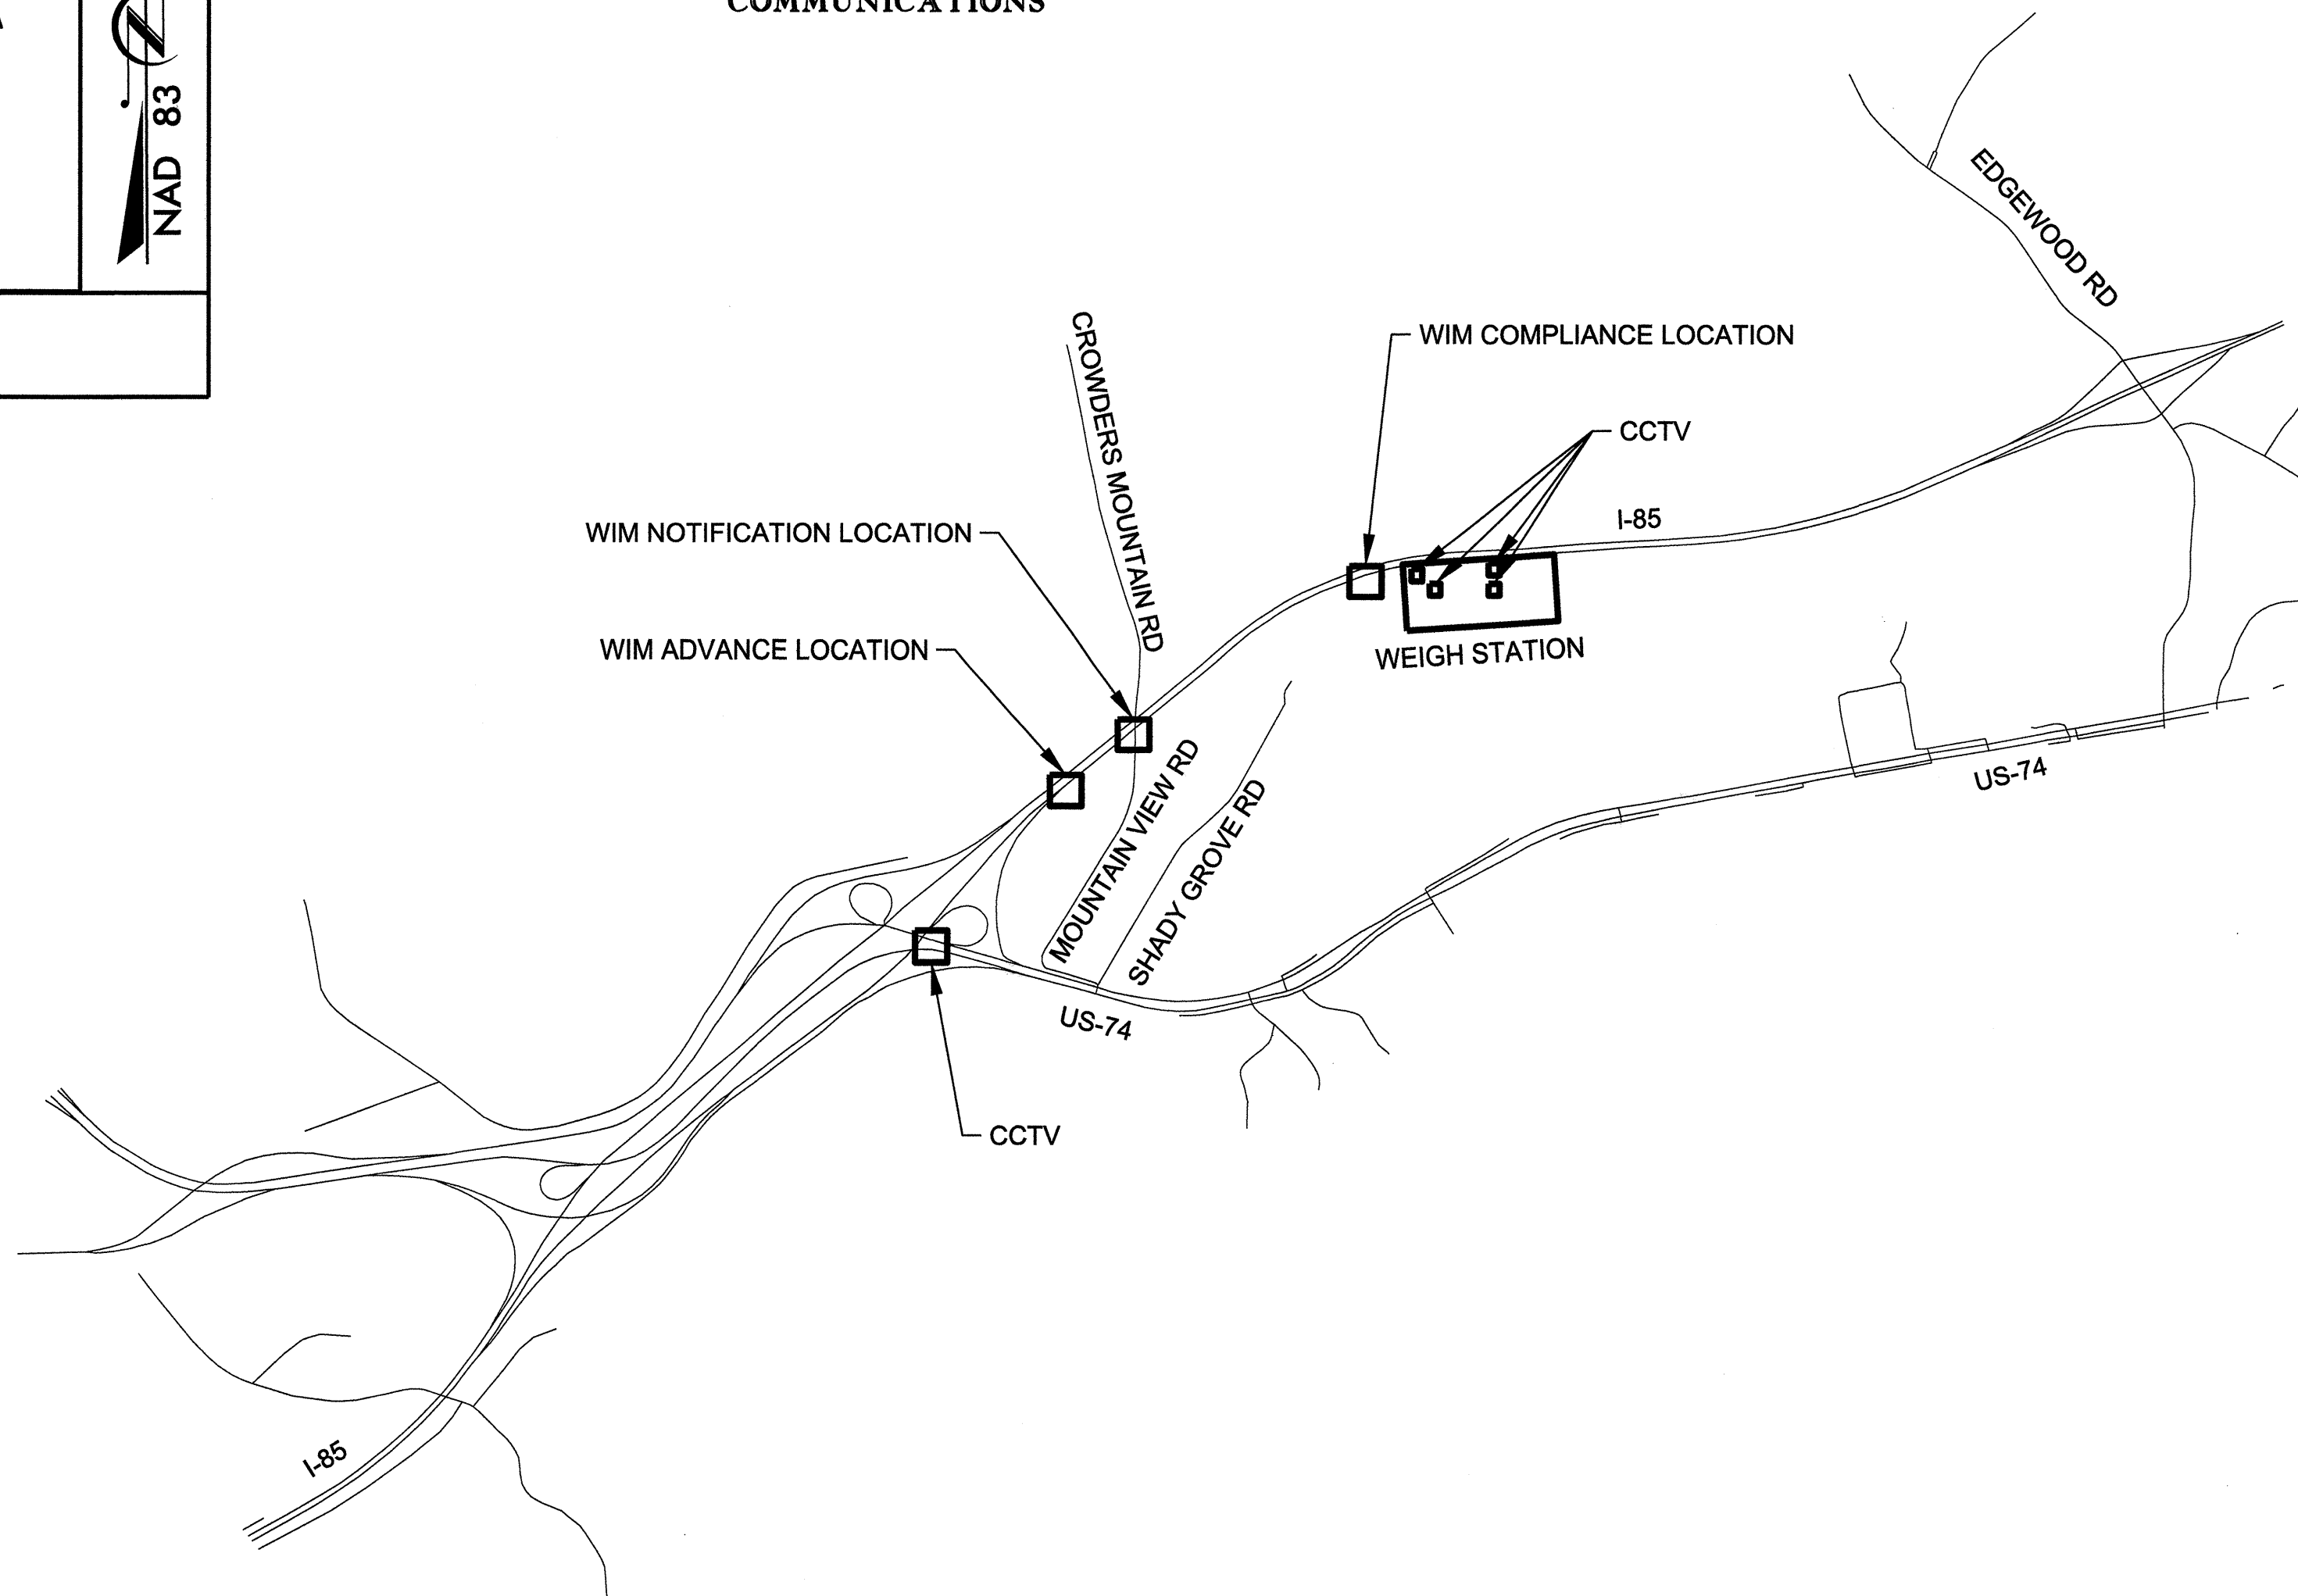 COMMUNICATIONS
NAD 83
EDGEWOOD RD
CROWDERS MOUNTAIN RD
WIM COMPLIANCE LOCATION
CCTV
I-85
WIM NOTIFICATION LOCATION
WIM ADVANCE LOCATION
WEIGH STATION
MOUNTAIN VIEW RD
SHADY GROVE RD
US-74
US-74
CCTV
I-85